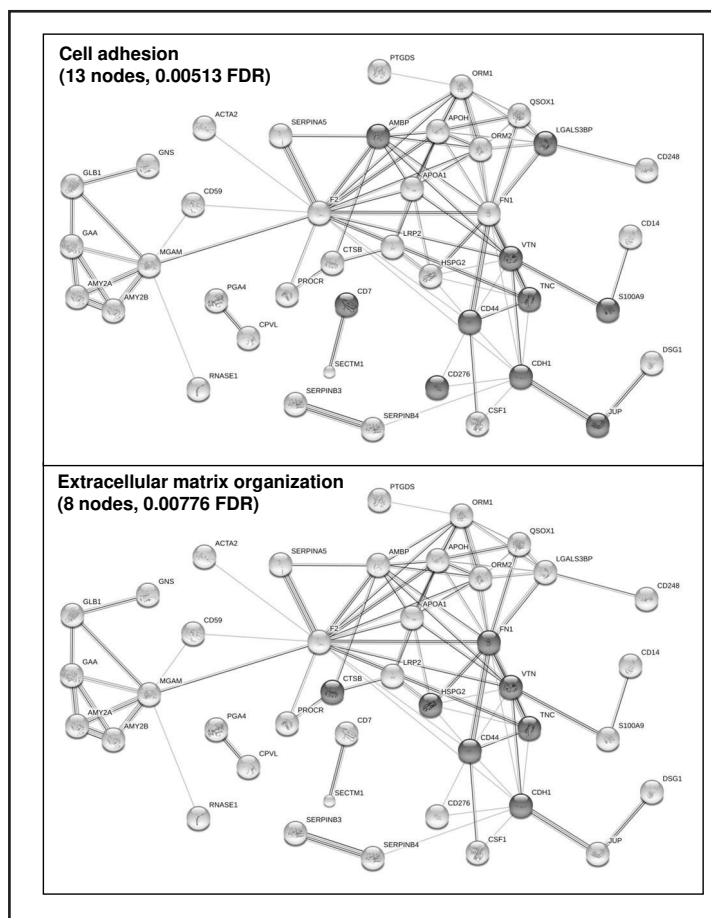 Cell adhesion
(13 nodes, 0.00513 FDR)
PTGDS
ORM1
QSOX1
ACTA2
SERPINA5
AMBP
APOH
LGALS3BP
ORM2
GNS
CD248
GLB1
APOA1
CD59
F2
FN1
CD14
GAA
LRP2
VTN
MGAM
CTSB
HSPG2
AMY2A
PROCR
TNC
S100A9
AMY2B
PGA4
CD7
CD44
CPVL
DSG1
SECTM1
CDH1
RNASE1
CD276
SERPINB3
JUP
SERPINB4
CSF1
Extracellular matrix organization
(8 nodes, 0.00776 FDR)
PTGDS
ORM1
QSOX1
ACTA2
SERPINA5
AMBP
APOH
LGALS3BP
ORM2
GNS
CD248
GLB1
APOA1
CD59
F2
FN1
CD14
GAA
LRP2
VTN
MGAM
CTSB
HSPG2
AMY2A
PROCR
TNC
S100A9
AMY2B
PGA4
CD7
CD44
CPVL
DSG1
SECTM1
CDH1
RNASE1
CD276
SERPINB3
JUP
SERPINB4
CSF1